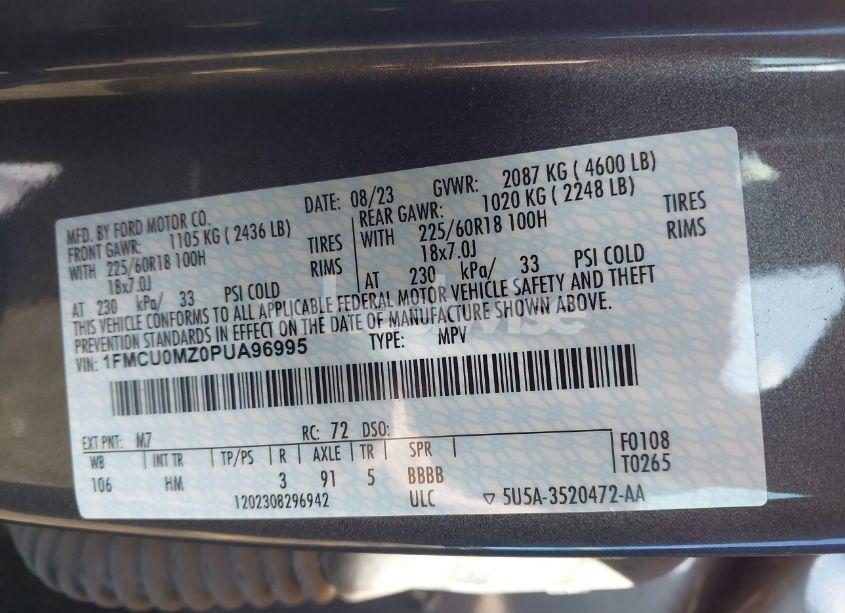 MFD. BY FORD MOTOR CO. DATE: 08/23 GVWR: 2087 KG ( 4600 LB)
FRONT GAWR: 1105 KG ( 2436 LB) REAR GAWR: 1020 KG ( 2248 LB)
WITH 225/60R18 100H TIRES WITH 225/60R18 100H TIRES
18x7.0J RIMS 18x7.0J RIMS
AT 230 kPa/ 33 PSI COLD AT 230 kPa/ 33 PSI COLD
THIS VEHICLE CONFORMS TO ALL APPLICABLE FEDERAL MOTOR VEHICLE SAFETY AND THEFT
PREVENTION STANDARDS IN EFFECT ON THE DATE OF MANUFACTURE SHOWN ABOVE.
VIN: 1FMCU0MZ0PUA96995 TYPE: MPV
EXT PNT: M7 RC: 72 DSO: F0108
WB INT TR TP/PS R AXLE TR SPR T0265
106 HM 3 91 5 BBBB
1202308296942 ULC ▽ 5U5A-3520472-AA